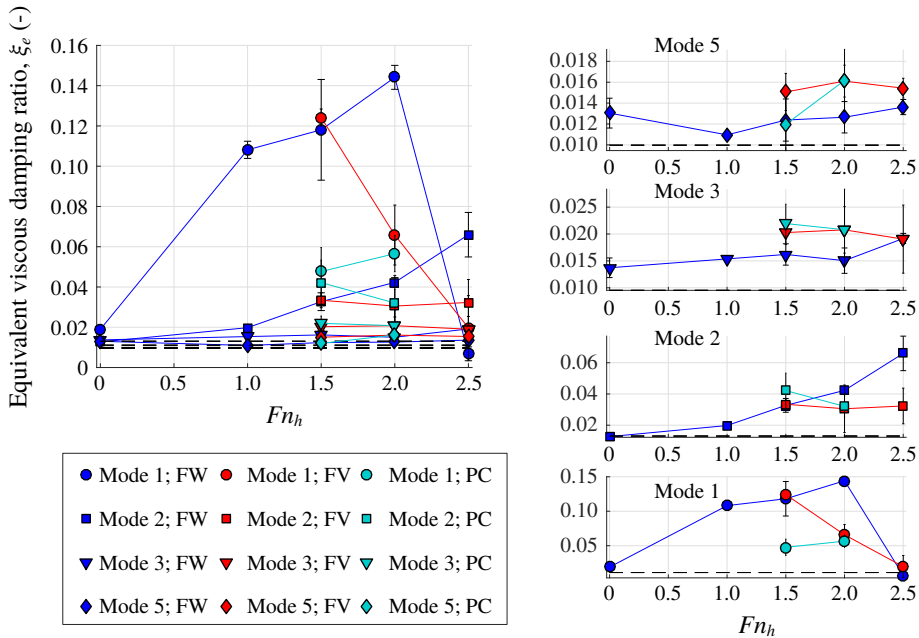 Equivalent viscous damping ratio, ξe (-)
0.16
0.14
0.12
0.10
0.08
0.06
0.04
0.02
0
0 0.5 1.0 1.5 2.0 2.5
Fnh
Mode 1; FW Mode 1; FV Mode 1; PC
Mode 2; FW Mode 2; FV Mode 2; PC
Mode 3; FW Mode 3; FV Mode 3; PC
Mode 5; FW Mode 5; FV Mode 5; PC
Mode 5
0.018
0.016
0.014
0.012
0.010
0 0.5 1.0 1.5 2.0 2.5
Mode 3
0.020
0.015
0.010
0 0.5 1.0 1.5 2.0 2.5
Mode 2
0.06
0.04
0.02
0 0.5 1.0 1.5 2.0 2.5
Mode 1
0.15
0.10
0.05
0 0.5 1.0 1.5 2.0 2.5
Fnh